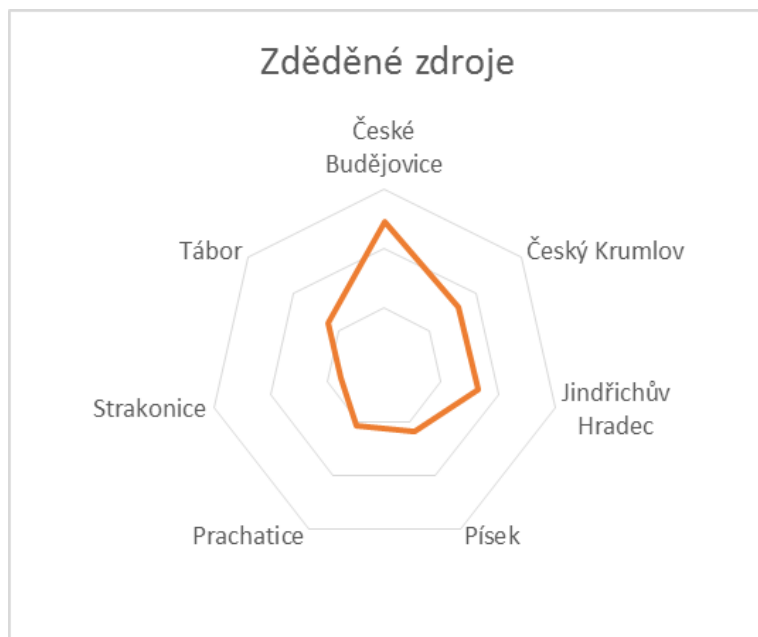 Zděděné zdroje
České
Budějovice
Tábor
Český Krumlov
Strakonice
Jindřichův
Hradec
Prachatice
Písek